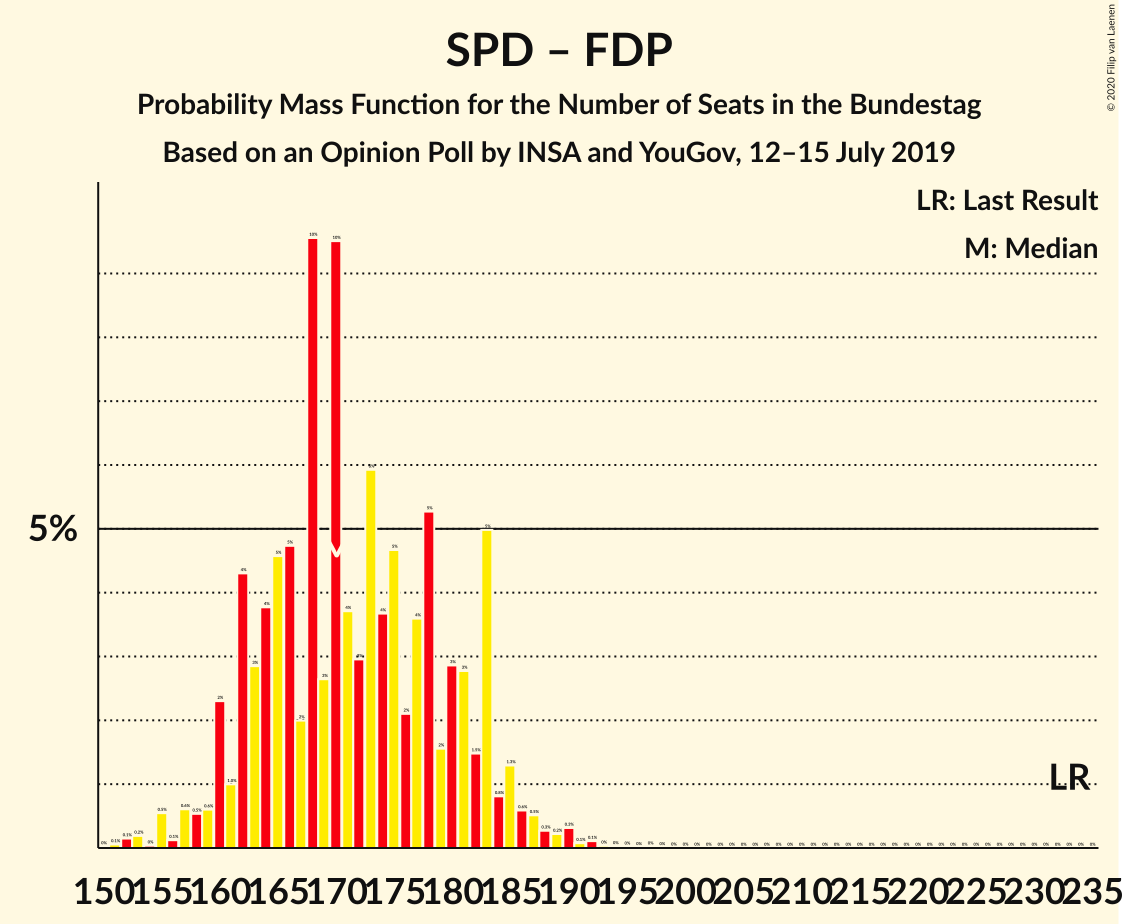 SPD – FDP
Probability Mass Function for the Number of Seats in the Bundestag
Based on an Opinion Poll by INSA and YouGov, 12–15 July 2019
© 2020 Filip van Laenen
LR: Last Result
M: Median
5%
LR
150 155 160 165 170 175 180 185 190 195 200 205 210 215 220 225 230 235